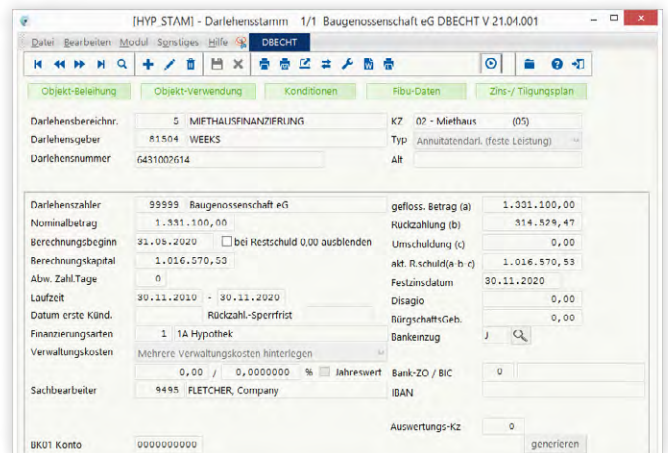 [HYP_STAM] - Darlehensstamm 1/1 Baugenossenschaft eG DBECHT V 21.04.001
Datei Bearbeiten Modul Sonstiges Hilfe DBECHT
Objekt-Beleihung Objekt-Verwendung Konditionen Fibu-Daten Zins-/ Tilgungsplan
Darlehensbereichnr. 5 MIETHAUSFINANZIERUNG KZ 02 - Miethaus (05)
Darlehensgeber 81504 WEEKS Typ Annuitätendarl. (feste Leistung)
Darlehensnummer 6431002614 Alt
Darlehenszahler 99999 Baugenossenschaft eG gefloss. Betrag (a) 1.331.100,00
Nominalbetrag 1.331.100,00 Rückzahlung (b) 314.529,47
Berechnungsbeginn 31.05.2020 bei Restschuld 0,00 ausblenden Umschuldung (c) 0,00
Berechnungskapital 1.016.570,53 akt. R.schuld(a-b-c) 1.016.570,53
Abw. Zahl.Tage 0 Festzinsdatum 30.11.2020
Laufzeit 30.11.2010 - 30.11.2020 Disagio 0,00
Datum erste Künd. Rückzahl.-Sperrfrist BürgschaftsGeb. 0,00
Finanzierungsarten 1 1A Hypothek Bankeinzug J
Verwaltungskosten Mehrere Verwaltungskosten hinterlegen
0,00 / 0,0000000 % Jahreswert Bank-ZO / BIC 0
Sachbearbeiter 9495 FLETCHER, Company IBAN
Auswertungs-Kz 0
BK01 Konto 0000000000 generieren